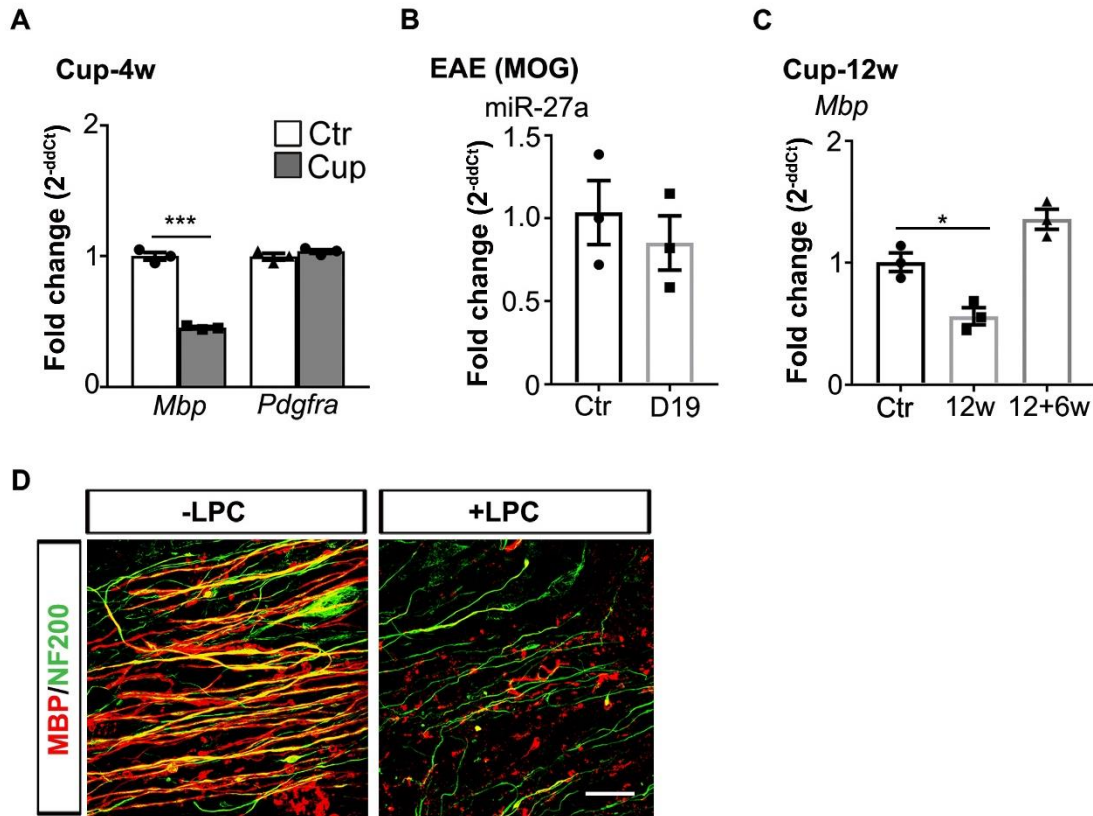 A
Cup-4w
Fold change (2-ddCt)
2
1
0
***
Ctr
Cup
Mbp
Pdgfra
B
EAE (MOG)
miR-27a
Fold change (2-ddCt)
1.5
1.0
0.5
0
Ctr
D19
C
Cup-12w
Mbp
Fold change (2-ddCt)
2
1
0
*
Ctr
12w
12+6w
D
-LPC
+LPC
MBP/NF200